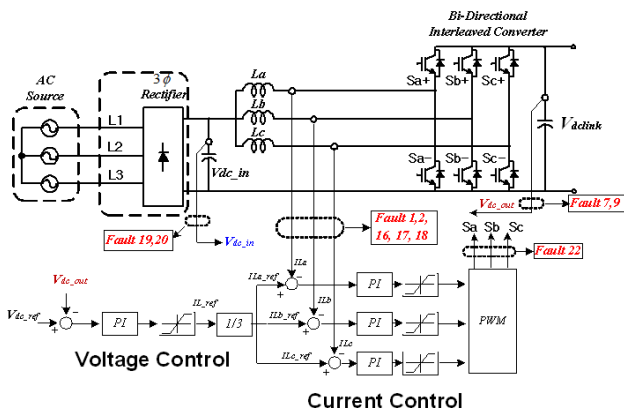 Bi-Directional
Interleaved Converter
AC
Source
3ϕ
Rectifier
L1
L2
L3
Vdc_in
La
Lb
Lc
Sa+
Sb+
Sc+
Sa-
Sb-
Sc-
Vdclink
Vdc_out
Fault 7,9
Fault 19,20
Vdc_in
Fault 1,2,
16, 17, 18
Sa
Sb
Sc
Fault 22
Vdc_out
Vdc_ref
+
-
PI
IL_ref
1/3
ILa_ref
ILa
+
-
PI
ILb_ref
ILb
+
-
PI
ILc_ref
ILc
+
-
PI
PWM
Voltage Control
Current Control